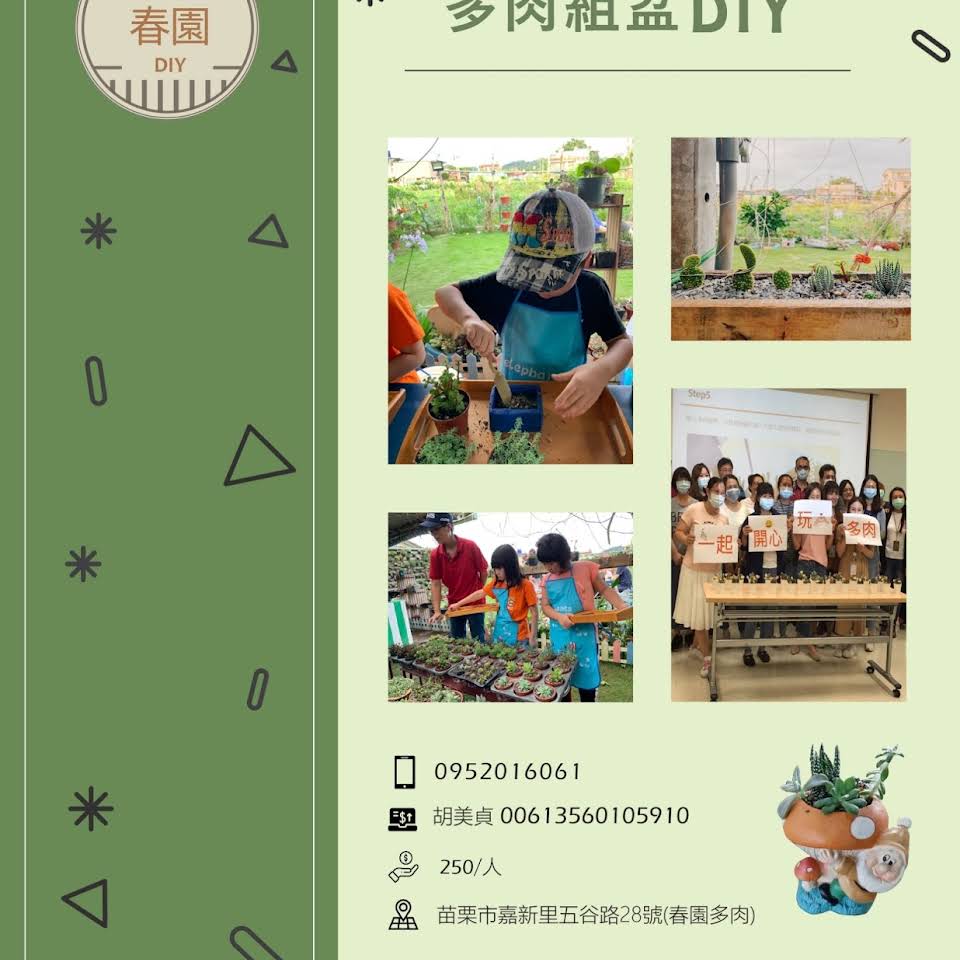 春園
DIY
多肉組盆DIY
Step5
一起
開心
玩
多肉
0952016061
胡美貞 00613560105910
250/人
苗栗市嘉新里五谷路28號(春園多肉)